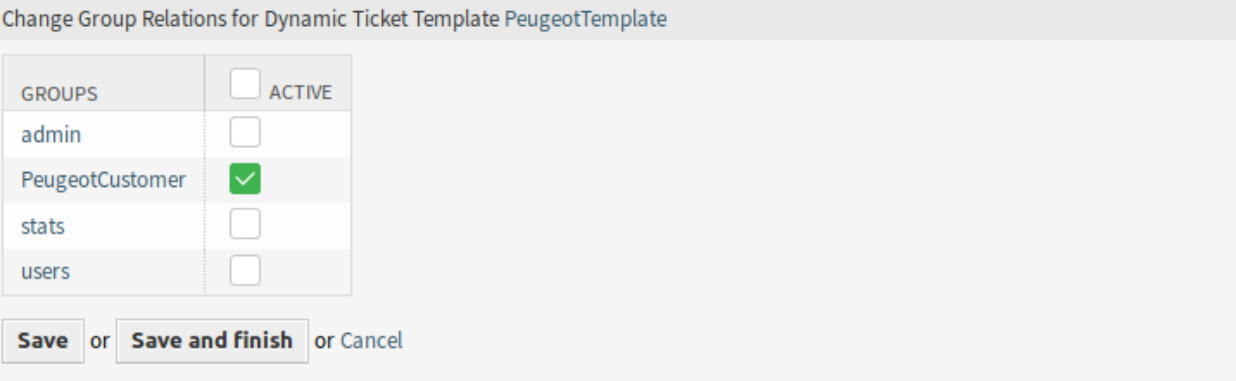 Change Group Relations for Dynamic Ticket Template PeugeotTemplate
GROUPS ACTIVE
admin
PeugeotCustomer
stats
users
Save or Save and finish or Cancel